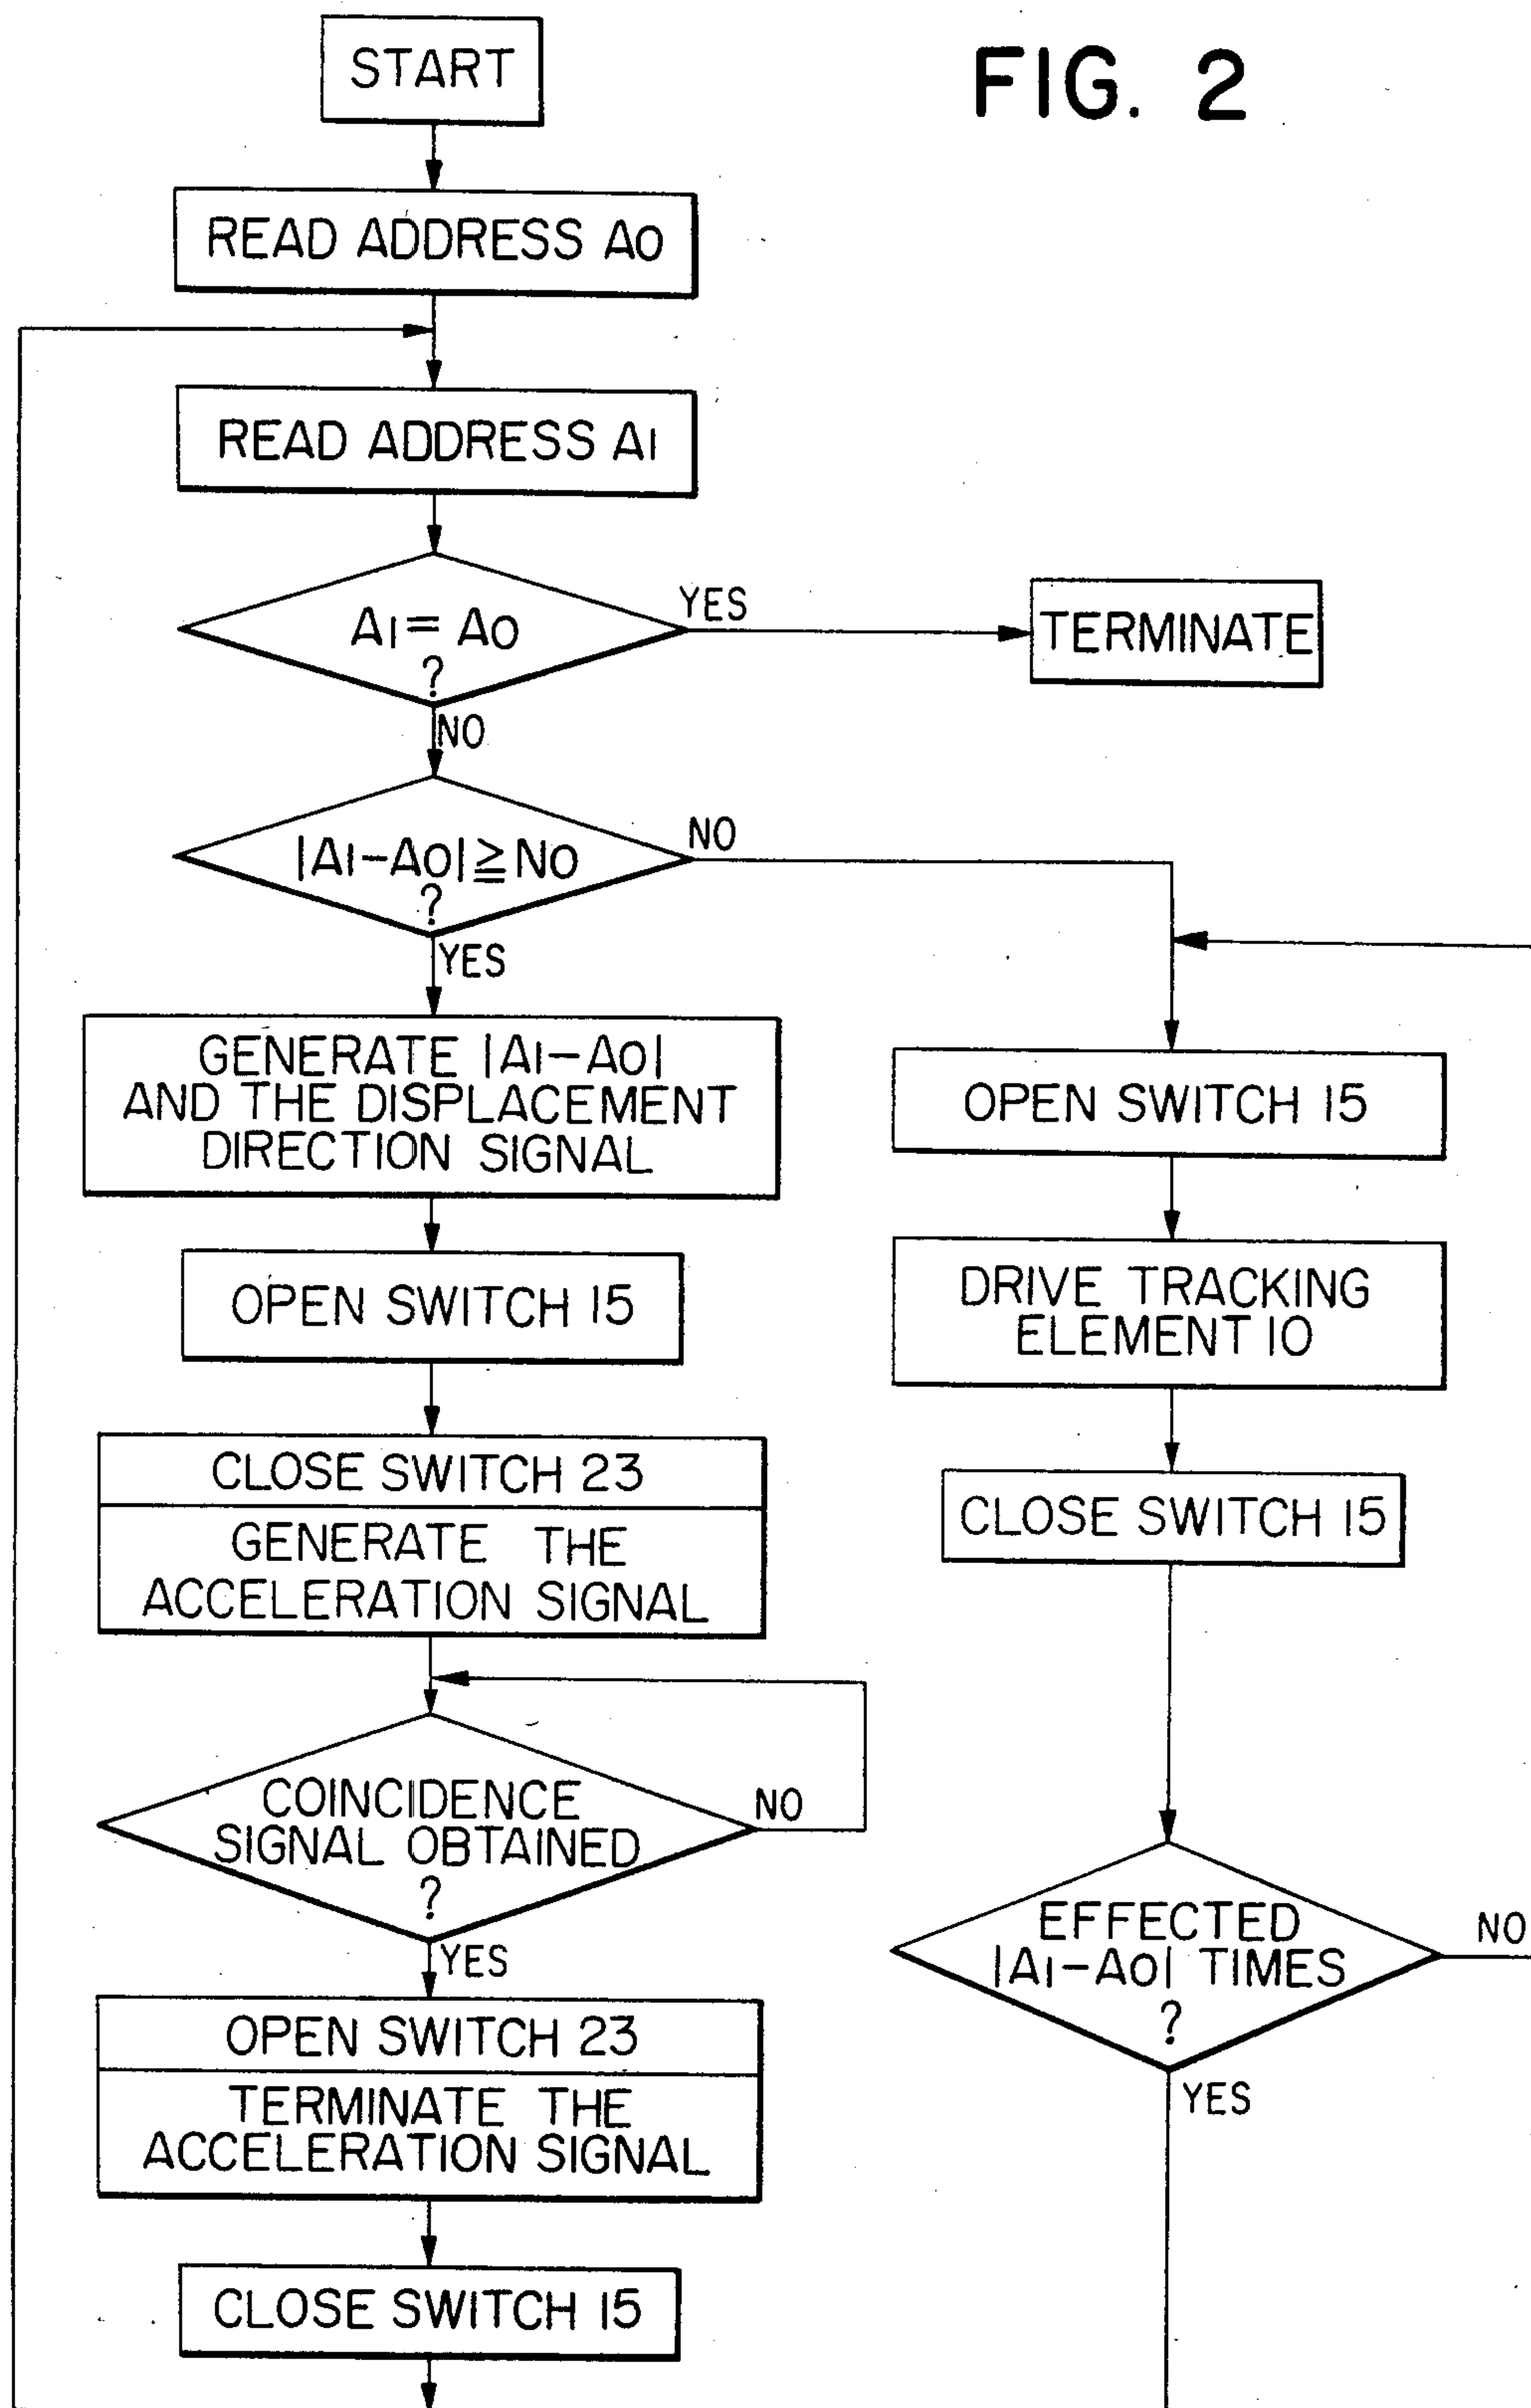 FIG. 2
START
READ ADDRESS A0
READ ADDRESS A1
A1 = A0
?
YES
TERMINATE
NO
|A1-A0| ≧ N0
?
NO
YES
GENERATE |A1-A0|
AND THE DISPLACEMENT
DIRECTION SIGNAL
OPEN SWITCH 15
CLOSE SWITCH 23
GENERATE THE
ACCELERATION SIGNAL
COINCIDENCE
SIGNAL OBTAINED
?
NO
YES
OPEN SWITCH 23
TERMINATE THE
ACCELERATION SIGNAL
CLOSE SWITCH 15
OPEN SWITCH 15
DRIVE TRACKING
ELEMENT 10
CLOSE SWITCH 15
EFFECTED
|A1-A0| TIMES
?
NO
YES